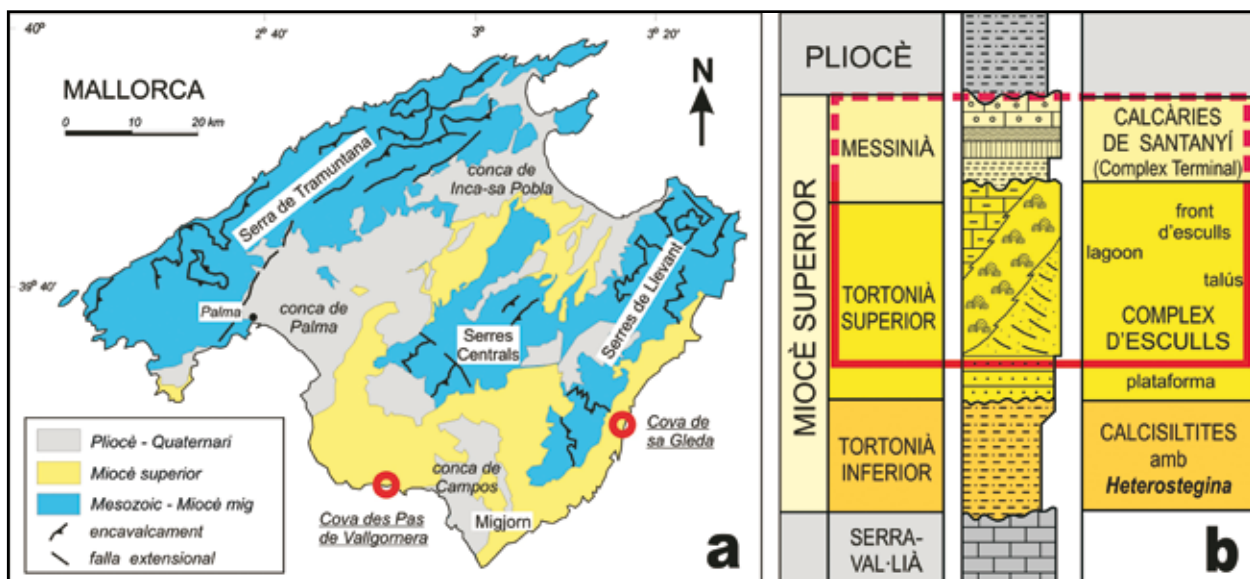 40º
2º 40'
3º
3º 20'
MALLORCA
0
10
20 km
N
Serra de Tramuntana
conca de
Inca-sa Pobla
39º 40'
Palma
conca de
Palma
Serres
Centrals
Serres de Llevant
Cova de
sa Gleda
conca de
Campos
Cova des Pas
de Vallgornera
Migjorn
Pliocè - Quaternari
Miocè superior
Mesozoic - Miocè mig
encavalcament
falla extensional
a
PLIOCÈ
MIOCÈ SUPERIOR
MESSINIÀ
CALCÀRIES
DE SANTANYÍ
(Complex Terminal)
TORTONIÀ
SUPERIOR
front
d'esculls
lagoon
talús
COMPLEX
D'ESCULLS
plataforma
TORTONIÀ
INFERIOR
CALCISILTITES
amb
Heterostegina
SERRA-
VAL·LIÀ
b